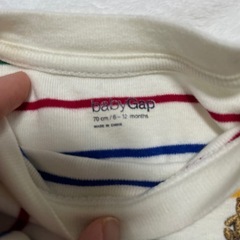 babyGap
70 cm / 6 - 12 months
MADE IN CHINA